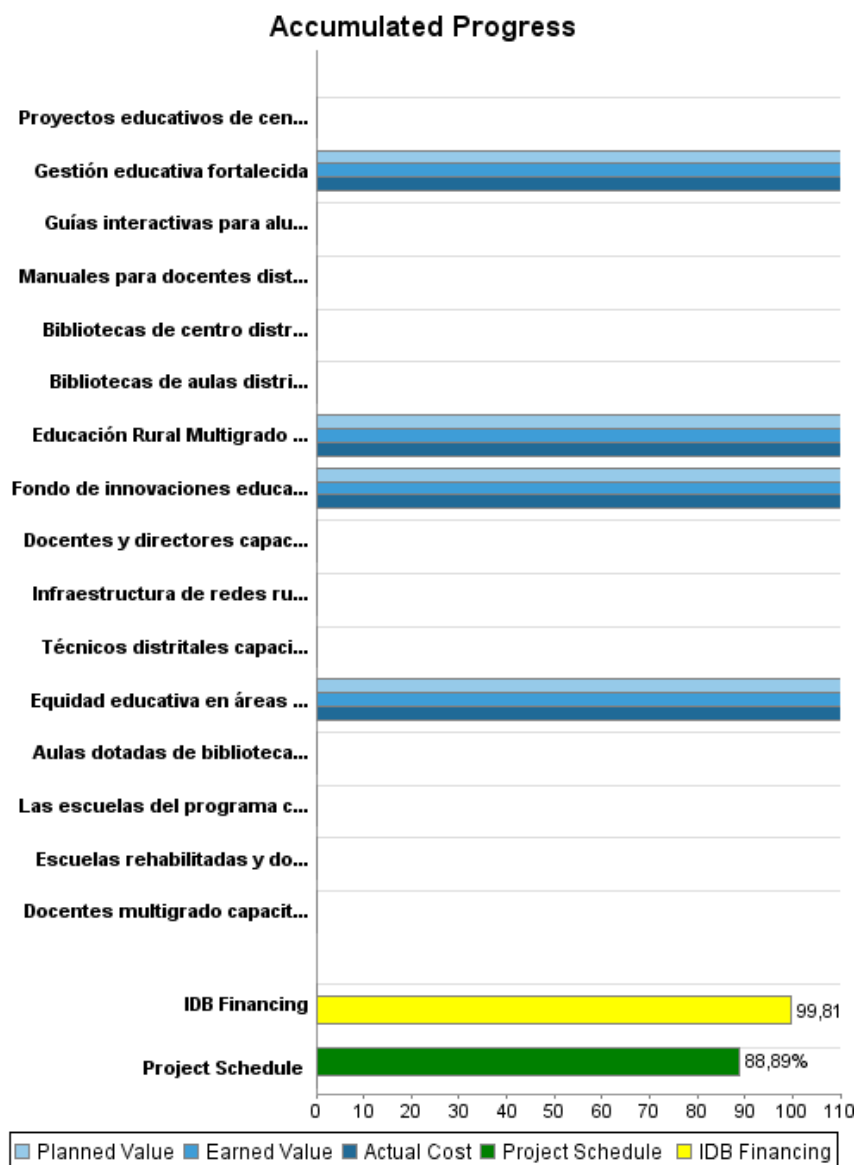 Accumulated Progress
Proyectos educativos de cen...
Gestión educativa fortalecida
Guías interactivas para alu...
Manuales para docentes dist...
Bibliotecas de centro distr...
Bibliotecas de aulas distri...
Educación Rural Multigrado ...
Fondo de innovaciones educa...
Docentes y directores capac...
Infraestructura de redes ru...
Técnicos distritales capaci...
Equidad educativa en áreas ...
Aulas dotadas de biblioteca...
Las escuelas del programa c...
Escuelas rehabilitadas y do...
Docentes multigrado capacit...
IDB Financing 99,81
Project Schedule 88,89%
0 10 20 30 40 50 60 70 80 90 100 110
Planned Value Earned Value Actual Cost Project Schedule IDB Financing